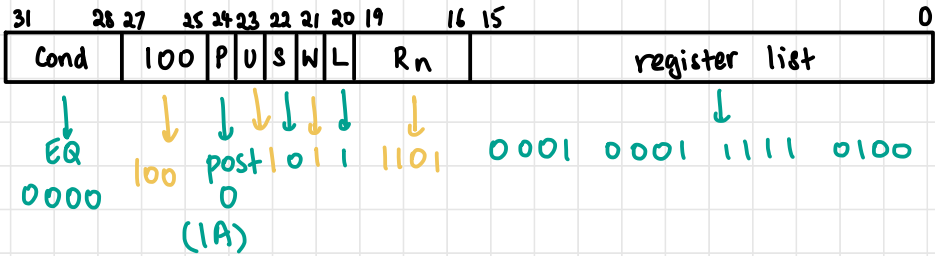 31 28 27 25 24 23 22 21 20 19 16 15 0
Cond 100 P U S W L Rn register list
EQ 100 post 1 0 1 1 1101 0001 0001 1111 0100
0000 0
(IA)